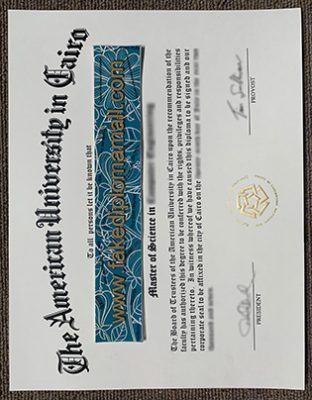 The American University in Cairo
To all persons let it be known that
www.fakediplomamall.com
Master of Science in
The Board of Trustees of the American University in Cairo upon the recommendation of the
faculty has authorized this degree to be conferred with the rights, privileges and responsibilities
pertaining thereto. In witness whereof we have caused this diploma to be signed and our
corporate seal to be affixed in the city of Cairo on the
PRESIDENT
PROVOST